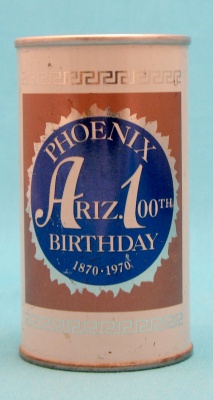 PHOENIX
ARIZ. 100TH
BIRTHDAY
1870 · 1970